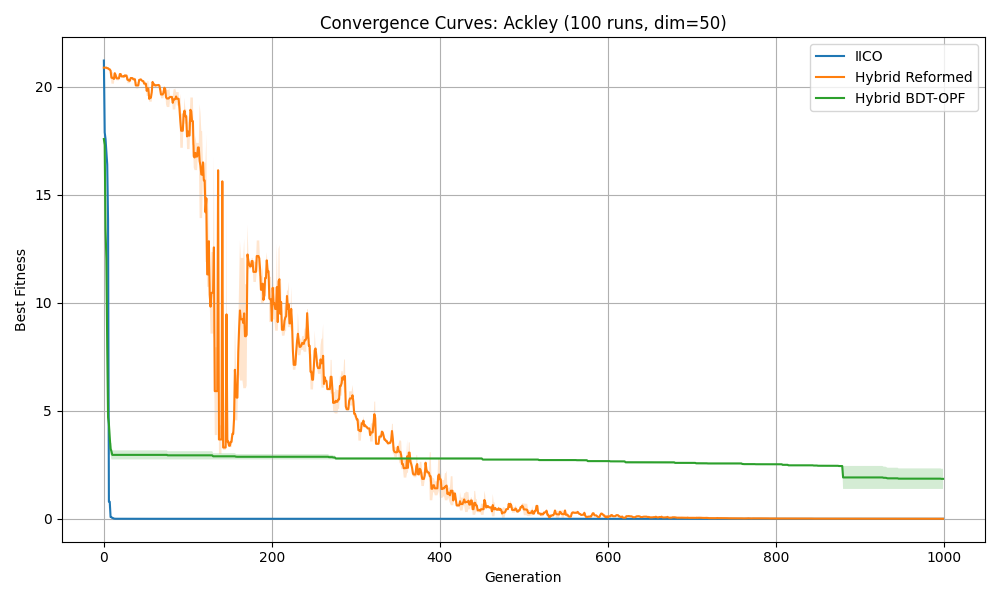 Convergence Curves: Ackley (100 runs, dim=50)
IICO
Hybrid Reformed
Hybrid BDT-OPF
Best Fitness
20
15
10
5
0
0 200 400 600 800 1000
Generation